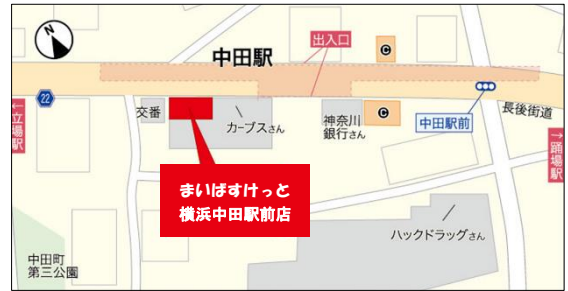 N
出入口
C
中田駅
22
交番
カーブスさん
神奈川
銀行さん
C
中田駅前
長後街道
←立場駅
→踊場駅
まいばすけっと
横浜中田駅前店
ハックドラッグさん
中田町
第三公園